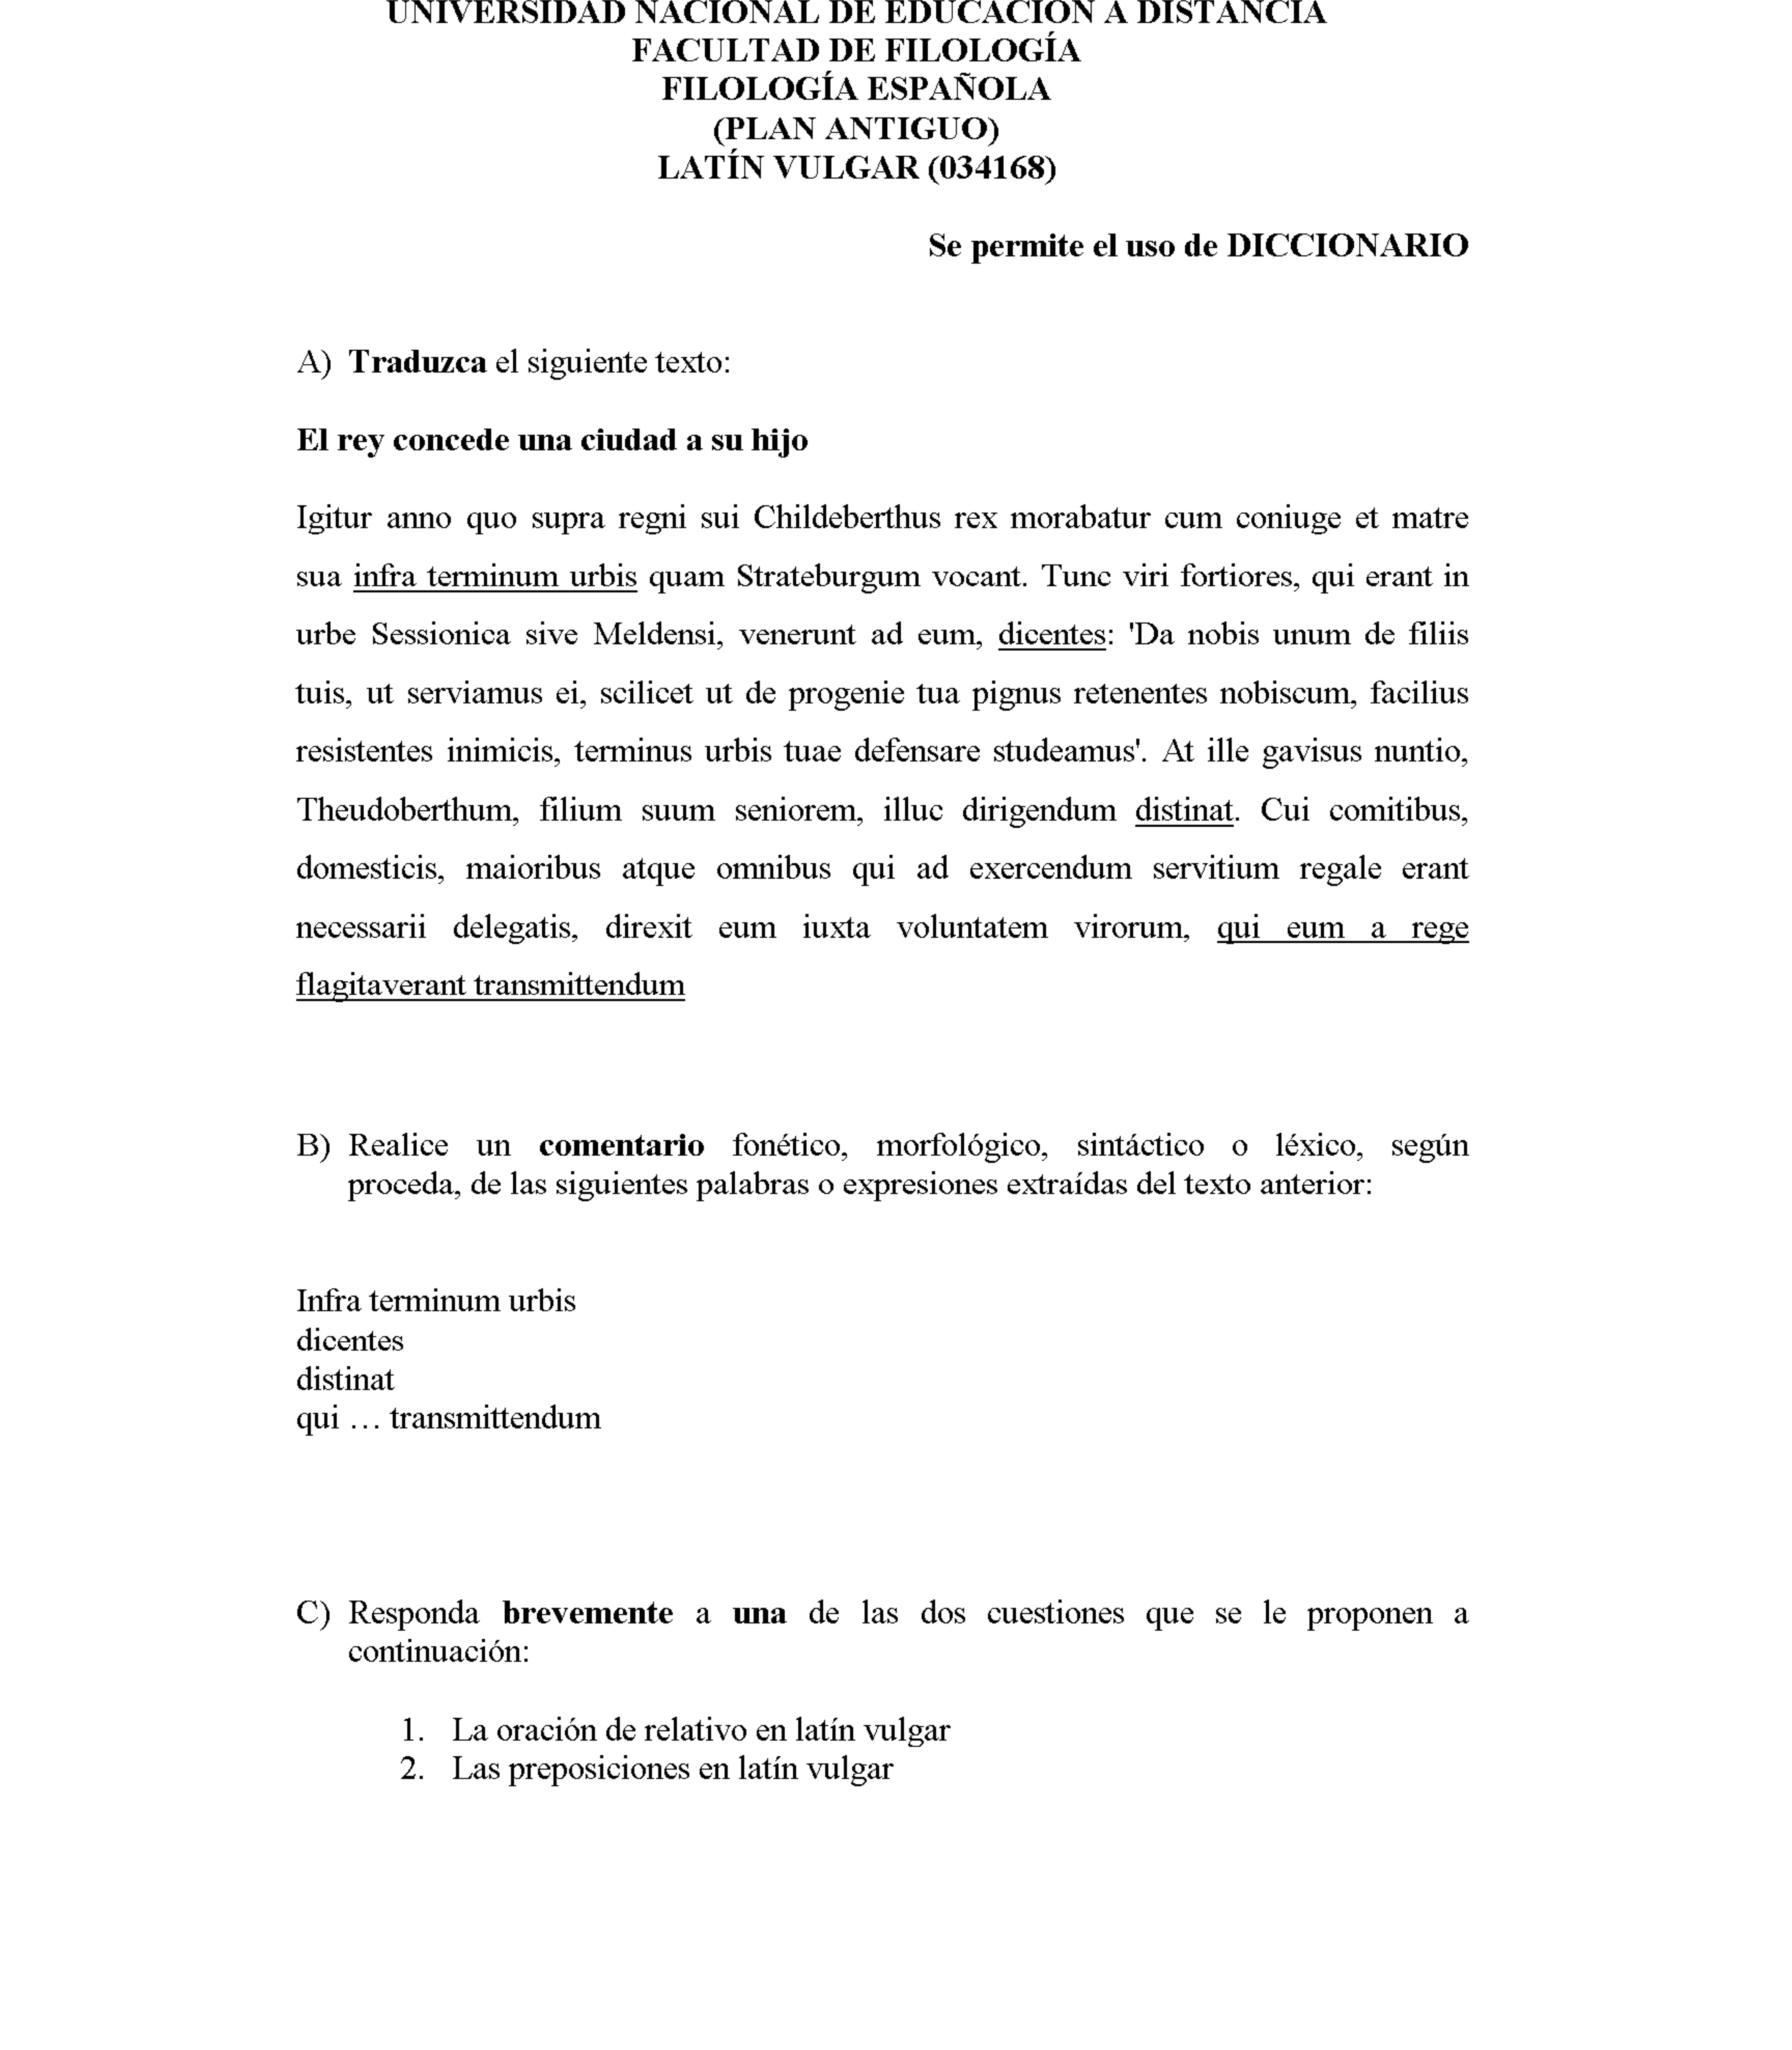 UNIVERSIDAD NACIONAL DE EDUCACIÓN A DISTANCIA
FACULTAD DE FILOLOGÍA
FILOLOGÍA ESPAÑOLA
(PLAN ANTIGUO)
LATÍN VULGAR (034168)
Se permite el uso de DICCIONARIO
A) Traduzca el siguiente texto:
El rey concede una ciudad a su hijo
Igitur anno quo supra regni sui Childeberthus rex morabatur cum coniuge et matre
sua infra terminum urbis quam Strateburgum vocant. Tunc viri fortiores, qui erant in
urbe Sessionica sive Meldensi, venerunt ad eum, dicentes: 'Da nobis unum de filiis
tuis, ut serviamus ei, scilicet ut de progenie tua pignus retenentes nobiscum, facilius
resistentes inimicis, terminus urbis tuae defensare studeamus'. At ille gavisus nuntio,
Theudoberthum, filium suum seniorem, illuc dirigendum distinat. Cui comitibus,
domesticis, maioribus atque omnibus qui ad exercendum servitium regale erant
necessarii delegatis, direxit eum iuxta voluntatem virorum, qui eum a rege
flagitaverant transmittendum
B) Realice un comentario fonético, morfológico, sintáctico o léxico, según
proceda, de las siguientes palabras o expresiones extraídas del texto anterior:
Infra terminum urbis
dicentes
distinat
qui … transmittendum
C) Responda brevemente a una de las dos cuestiones que se le proponen a
continuación:
1. La oración de relativo en latín vulgar
2. Las preposiciones en latín vulgar